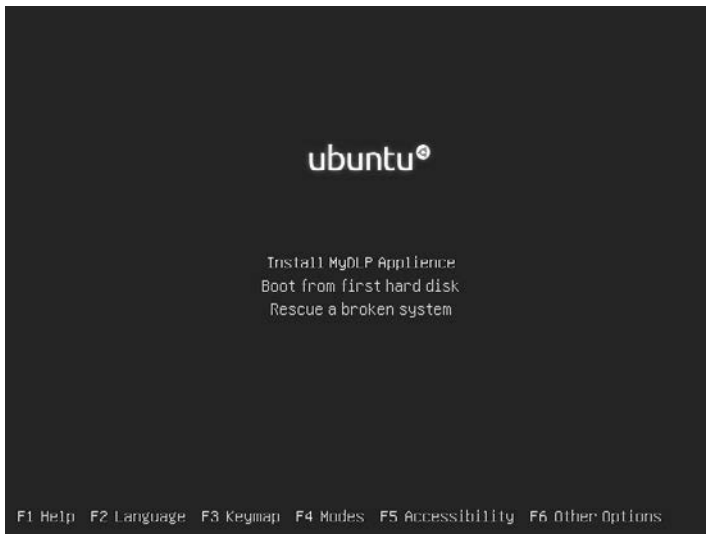 ubuntu
Install MyDLP Applience
Boot from first hard disk
Rescue a broken system
F1 Help F2 Language F3 Keymap F4 Modes F5 Accessibility F6 Other Options